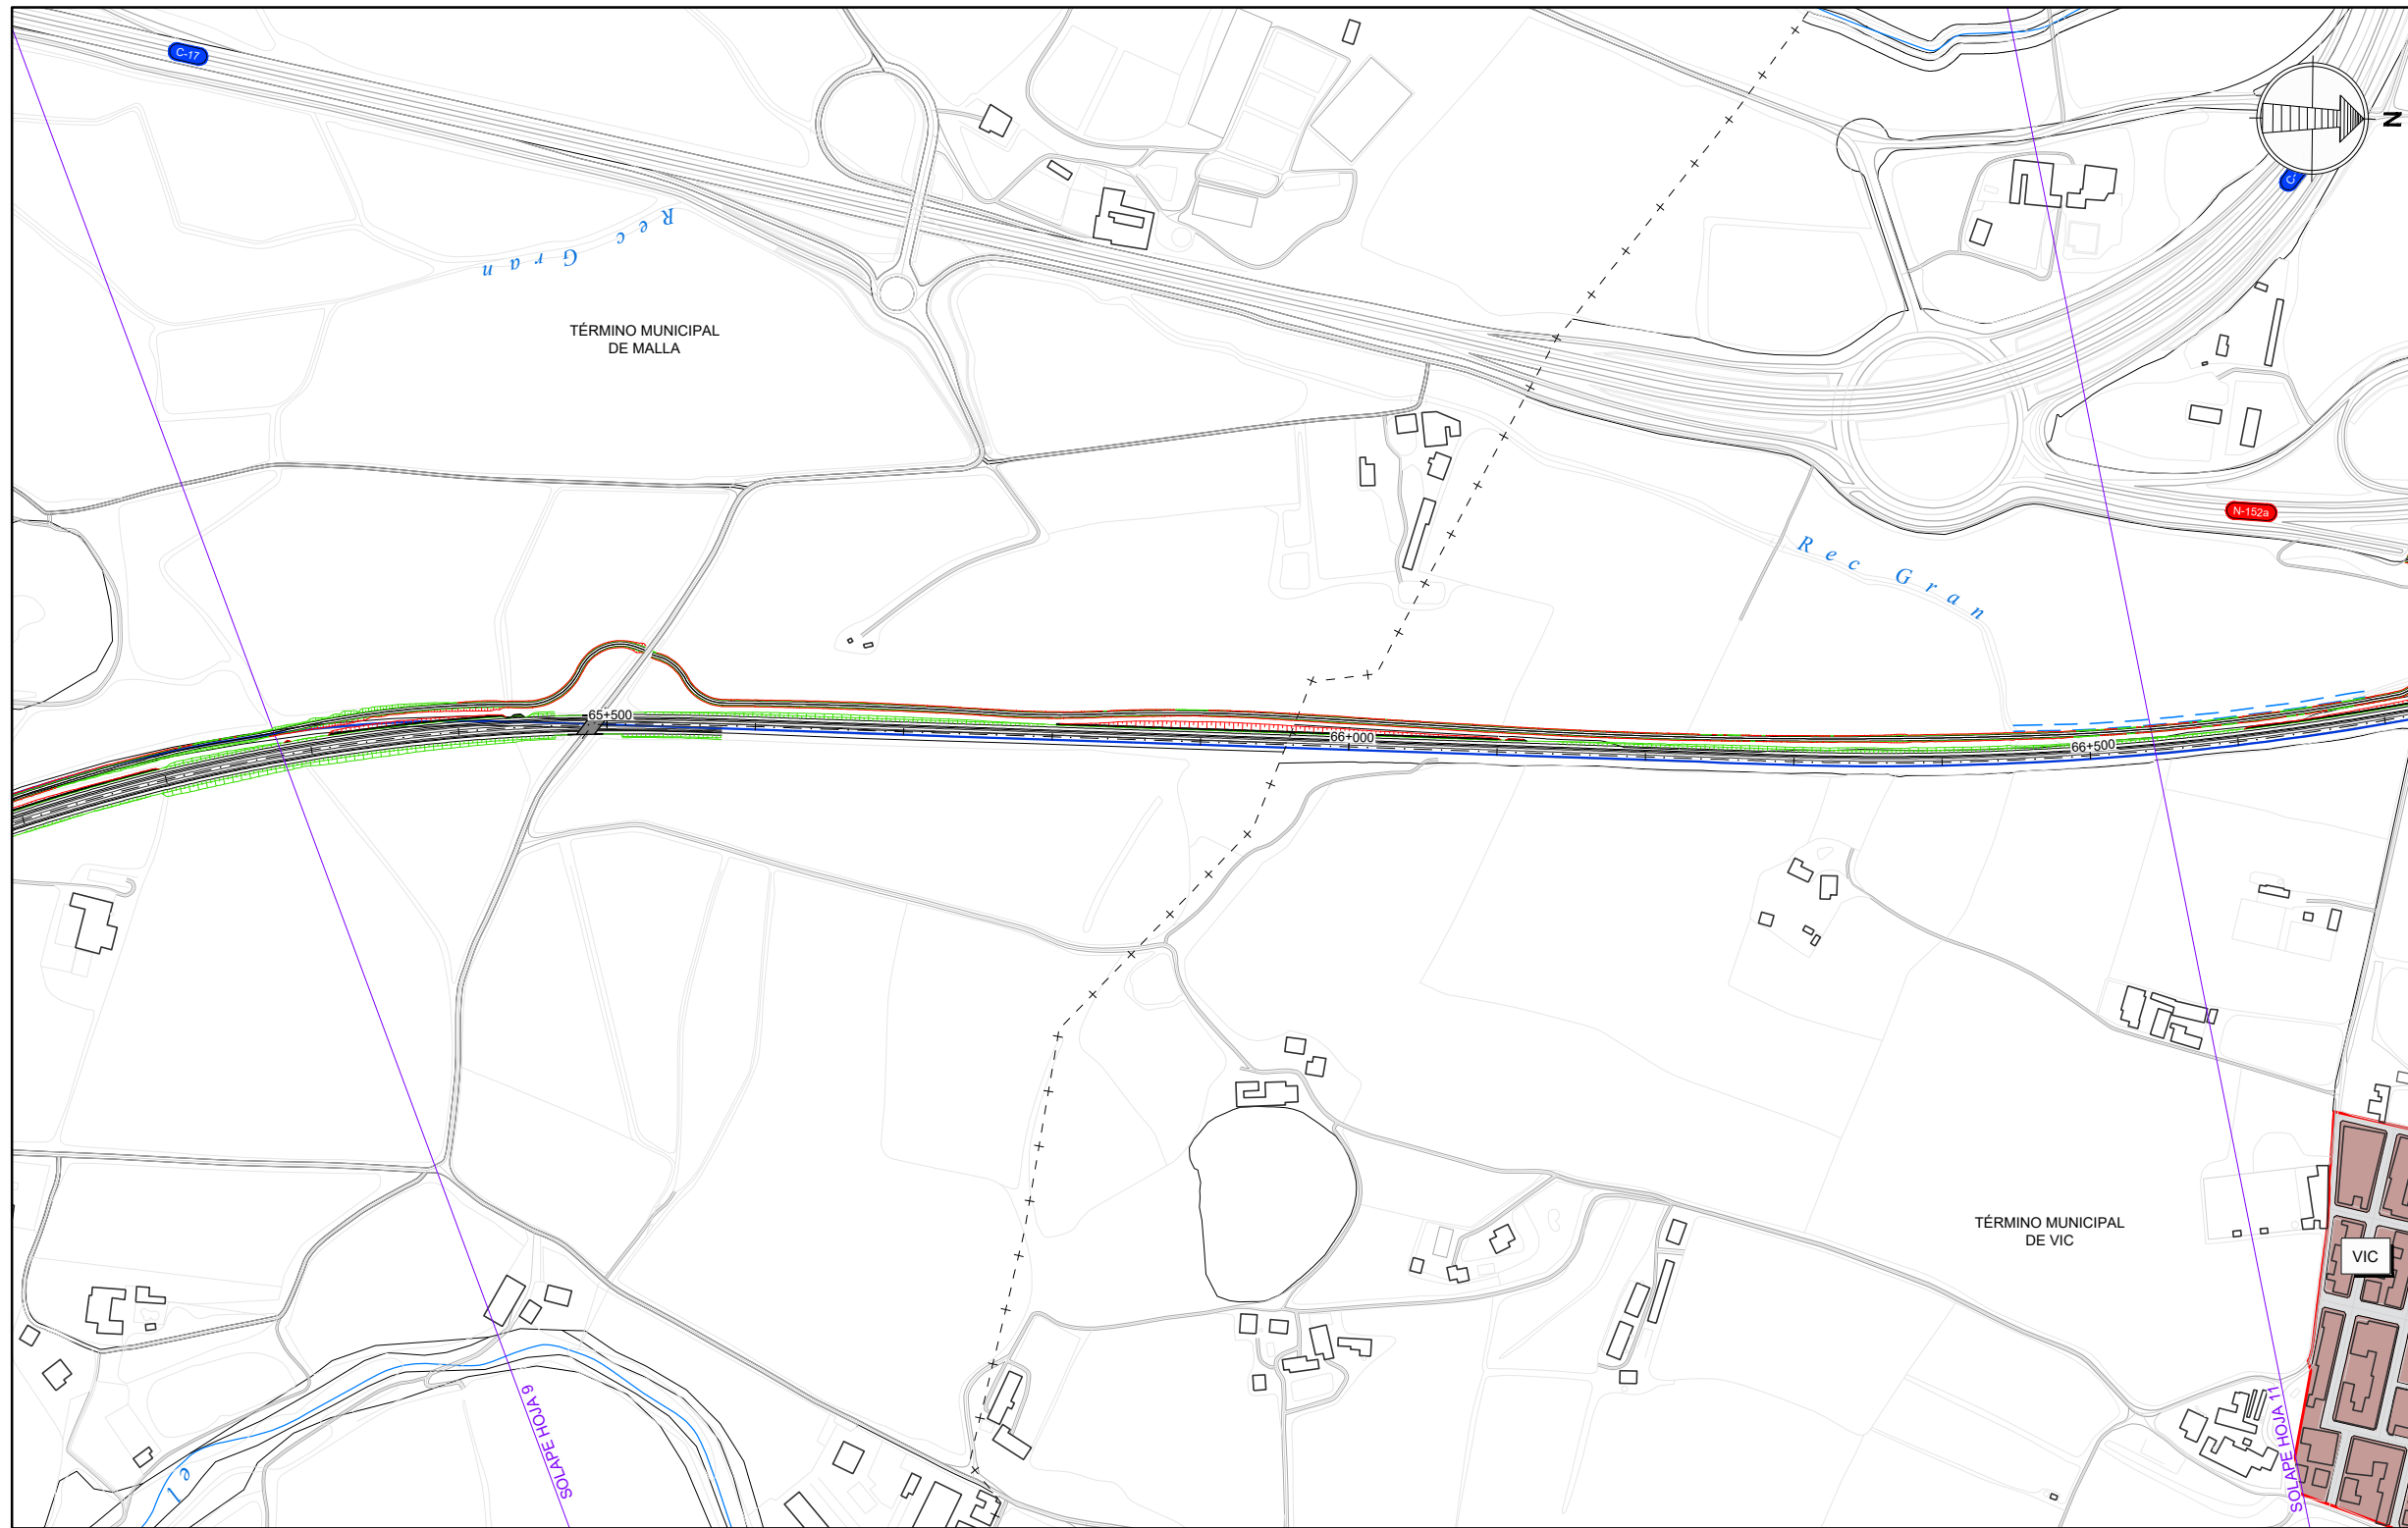 C-17
N
Rec Gran
TÉRMINO MUNICIPAL
DE MALLA
N-152a
Rec Gran
65+500
66+000
66+500
TÉRMINO MUNICIPAL
DE VIC
VIC
SOLAPE HOJA 9
SOLAPE HOJA 11
el